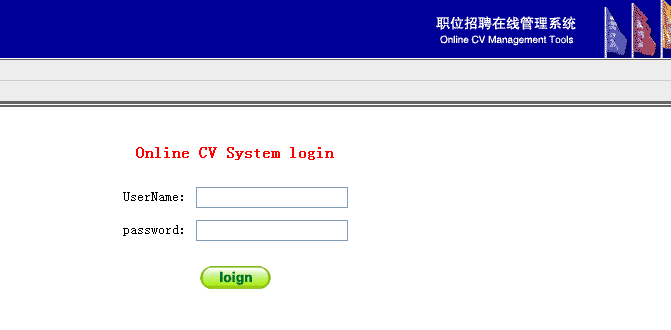 职位招聘在线管理系统
Online CV Management Tools
Online CV System login
UserName:
password:
loign